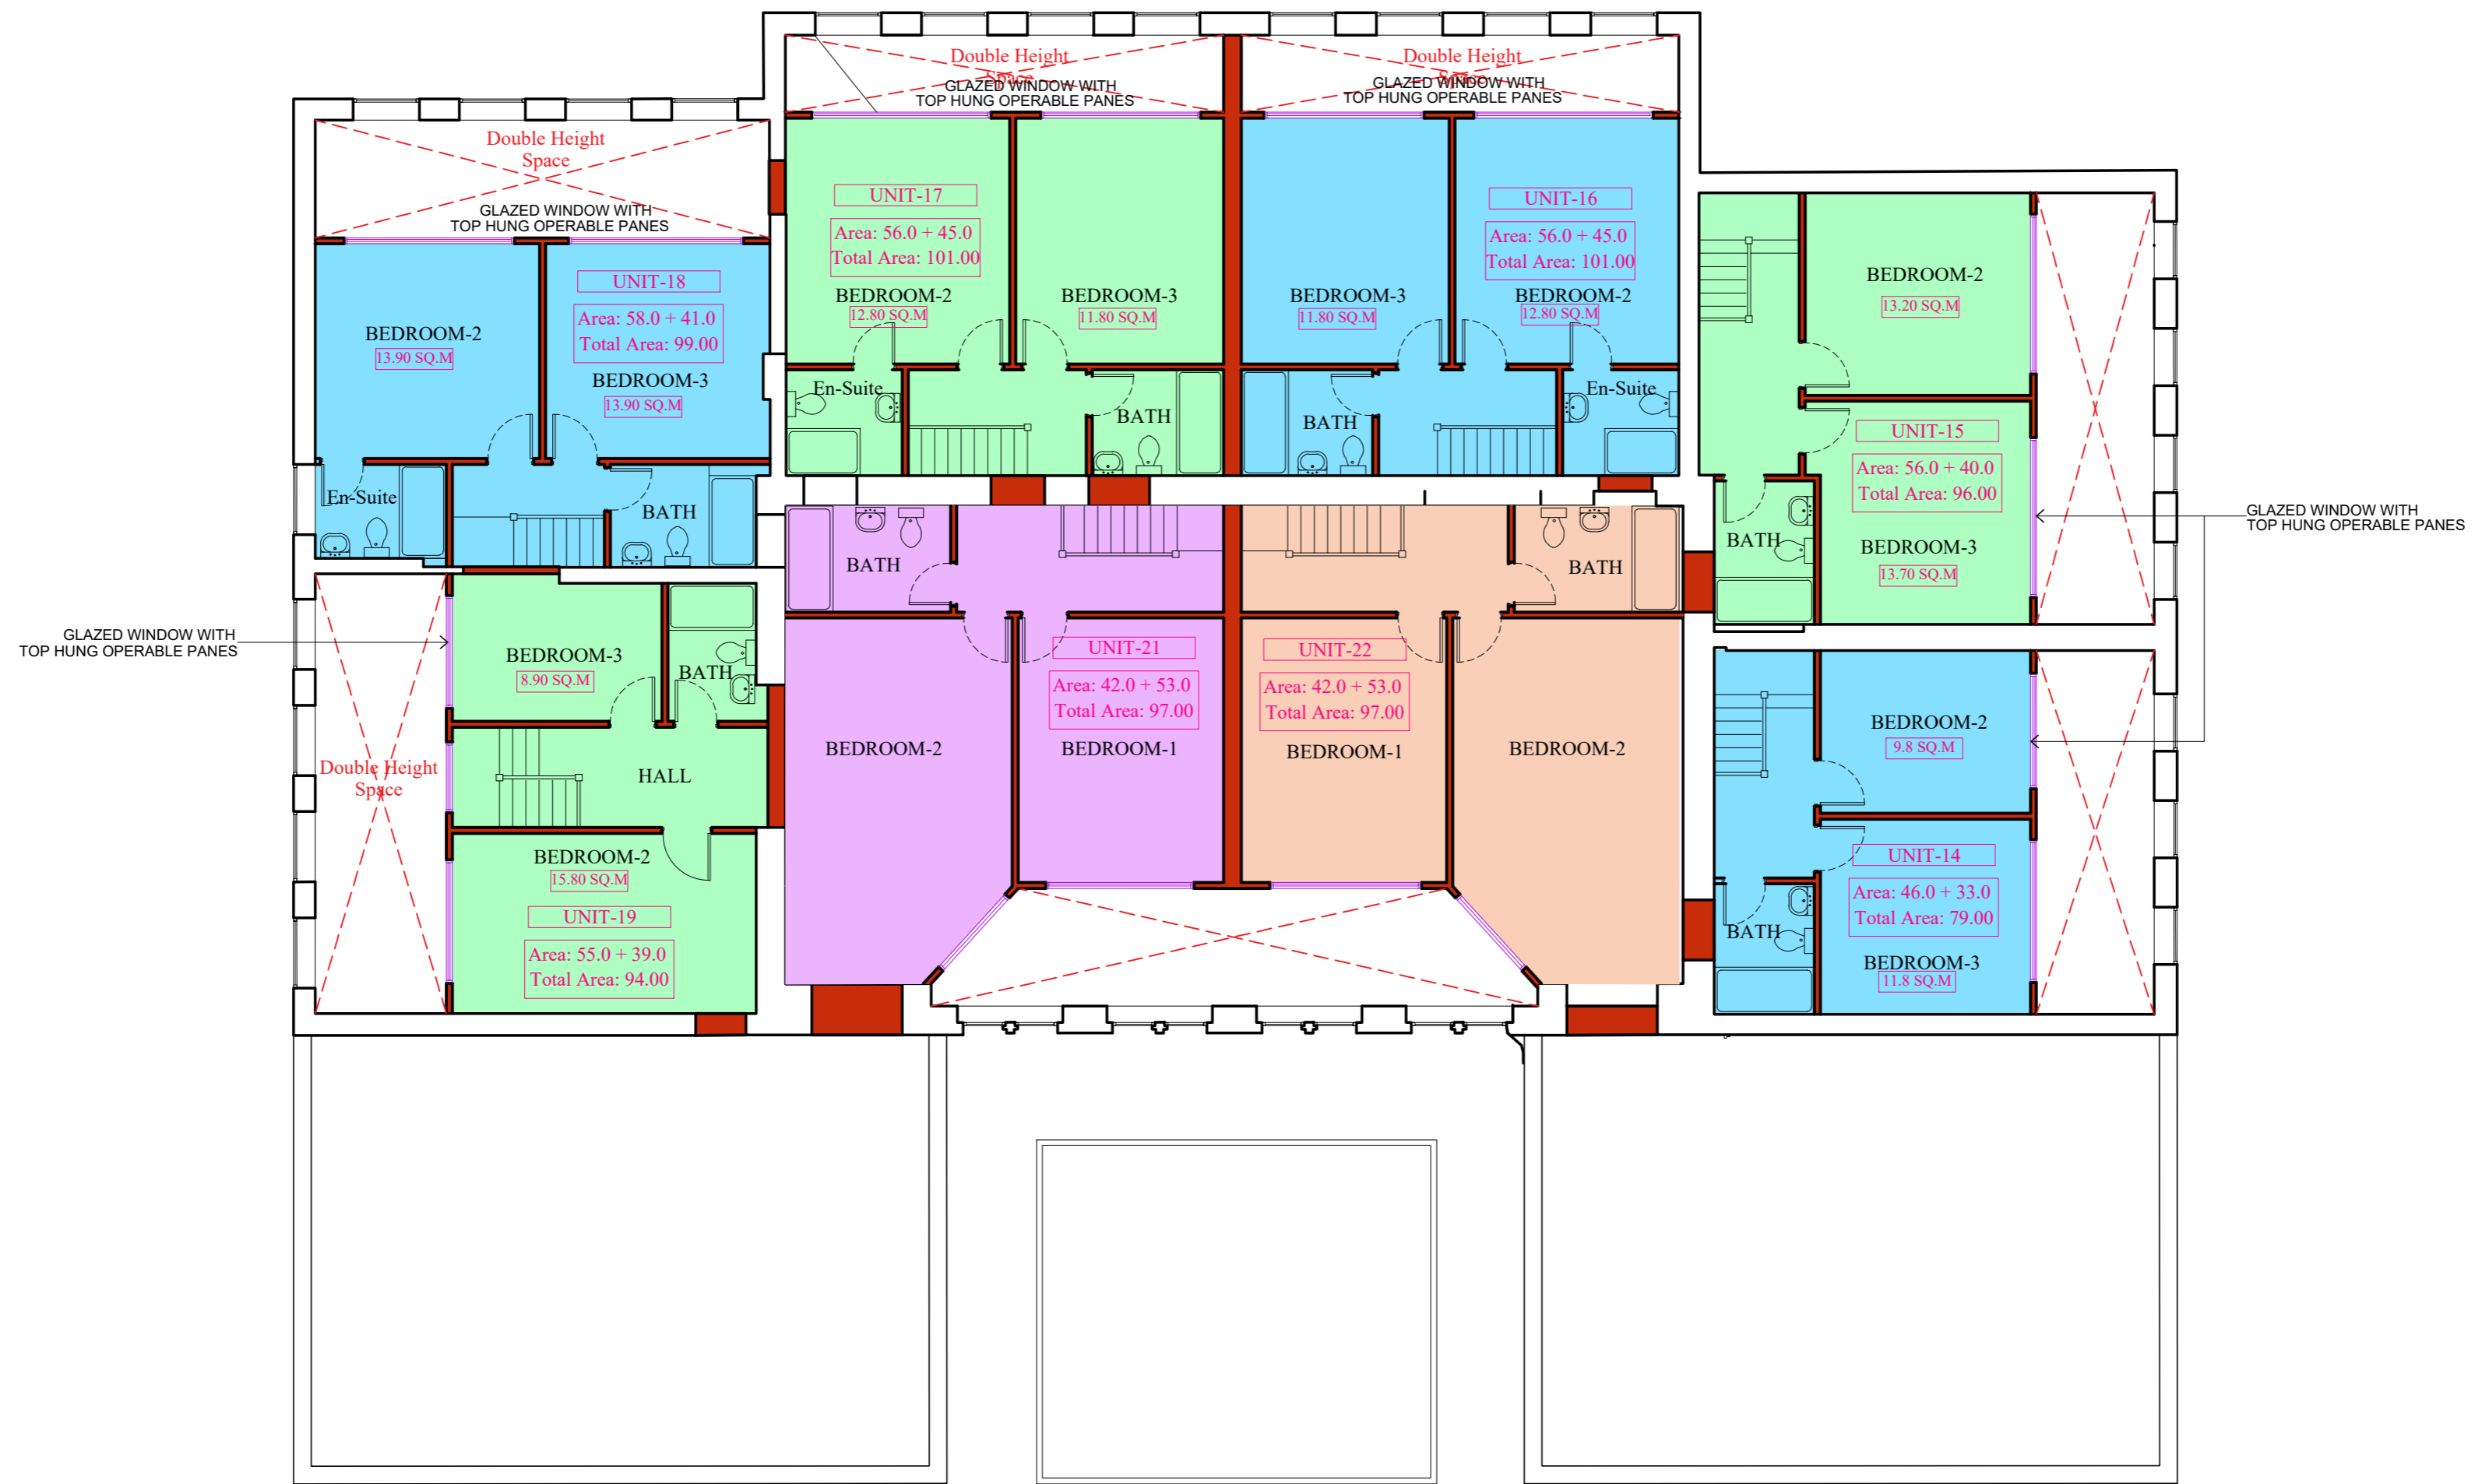 Double Height
Space
GLAZED WINDOW WITH
TOP HUNG OPERABLE PANES
Double Height
Space
GLAZED WINDOW WITH
TOP HUNG OPERABLE PANES
Double Height
Space
GLAZED WINDOW WITH
TOP HUNG OPERABLE PANES
UNIT-18
Area: 58.0 + 41.0
Total Area: 99.00
BEDROOM-2
13.90 SQ.M
BEDROOM-3
13.90 SQ.M
En-Suite
BATH
UNIT-17
Area: 56.0 + 45.0
Total Area: 101.00
BEDROOM-2
12.80 SQ.M
BEDROOM-3
11.80 SQ.M
En-Suite
BATH
UNIT-16
Area: 56.0 + 45.0
Total Area: 101.00
BEDROOM-3
11.80 SQ.M
BEDROOM-2
12.80 SQ.M
BATH
En-Suite
BEDROOM-2
13.20 SQ.M
UNIT-15
Area: 56.0 + 40.0
Total Area: 96.00
BEDROOM-3
13.70 SQ.M
BATH
GLAZED WINDOW WITH
TOP HUNG OPERABLE PANES
GLAZED WINDOW WITH
TOP HUNG OPERABLE PANES
BEDROOM-3
8.90 SQ.M
BATH
HALL
Double Height
Space
BEDROOM-2
15.80 SQ.M
UNIT-19
Area: 55.0 + 39.0
Total Area: 94.00
BATH
UNIT-21
Area: 42.0 + 53.0
Total Area: 97.00
BEDROOM-2
BEDROOM-1
BATH
UNIT-22
Area: 42.0 + 53.0
Total Area: 97.00
BEDROOM-1
BEDROOM-2
BEDROOM-2
9.8 SQ.M
UNIT-14
Area: 46.0 + 33.0
Total Area: 79.00
BATH
BEDROOM-3
11.8 SQ.M